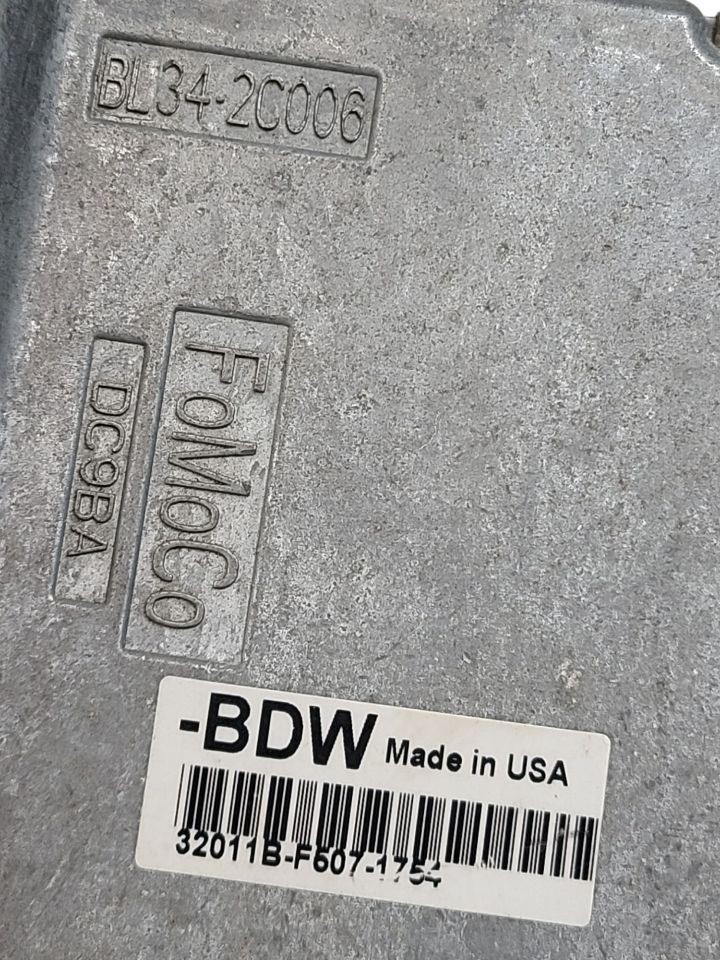 BL34-2C006
FoMoCo
DC9BA
-BDW Made in USA
32011B-F607-1754